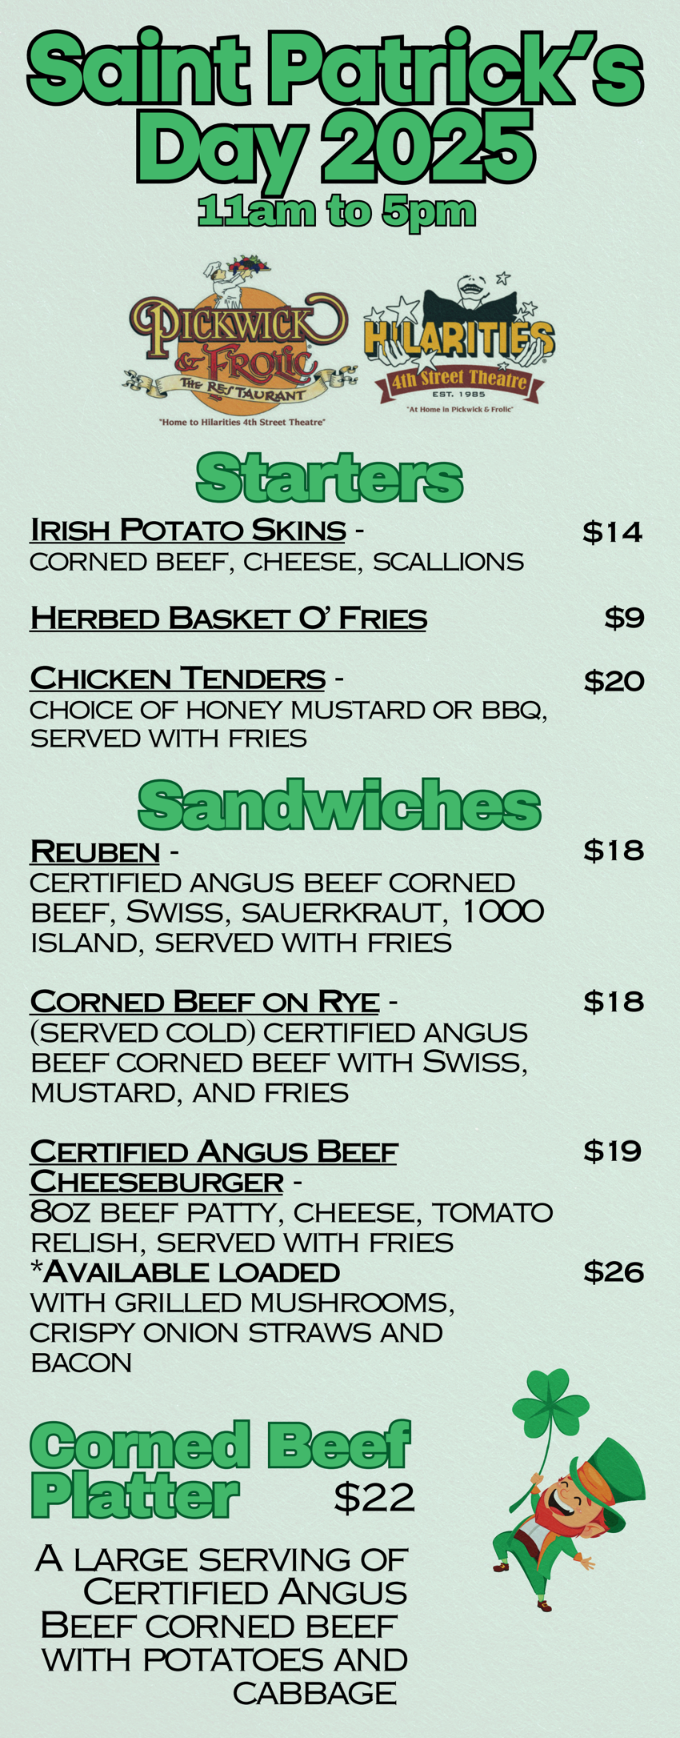 Saint Patrick's
Day 2025
11am to 5pm
PICKWICK
& FROLIC
THE RESTAURANT
"Home to Hilarities 4th Street Theatre"
HILARITIES
4th Street Theatre
EST. 1985
"At Home In Pickwick & Frolic"
Starters
IRISH POTATO SKINS - $14
CORNED BEEF, CHEESE, SCALLIONS
HERBED BASKET O' FRIES $9
CHICKEN TENDERS - $20
CHOICE OF HONEY MUSTARD OR BBQ,
SERVED WITH FRIES
Sandwiches
REUBEN - $18
CERTIFIED ANGUS BEEF CORNED
BEEF, SWISS, SAUERKRAUT, 1000
ISLAND, SERVED WITH FRIES
CORNED BEEF ON RYE - $18
(SERVED COLD) CERTIFIED ANGUS
BEEF CORNED BEEF WITH SWISS,
MUSTARD, AND FRIES
CERTIFIED ANGUS BEEF $19
CHEESEBURGER -
8OZ BEEF PATTY, CHEESE, TOMATO
RELISH, SERVED WITH FRIES
*AVAILABLE LOADED $26
WITH GRILLED MUSHROOMS,
CRISPY ONION STRAWS AND
BACON
Corned Beef
Platter $22
A LARGE SERVING OF
CERTIFIED ANGUS
BEEF CORNED BEEF
WITH POTATOES AND
CABBAGE